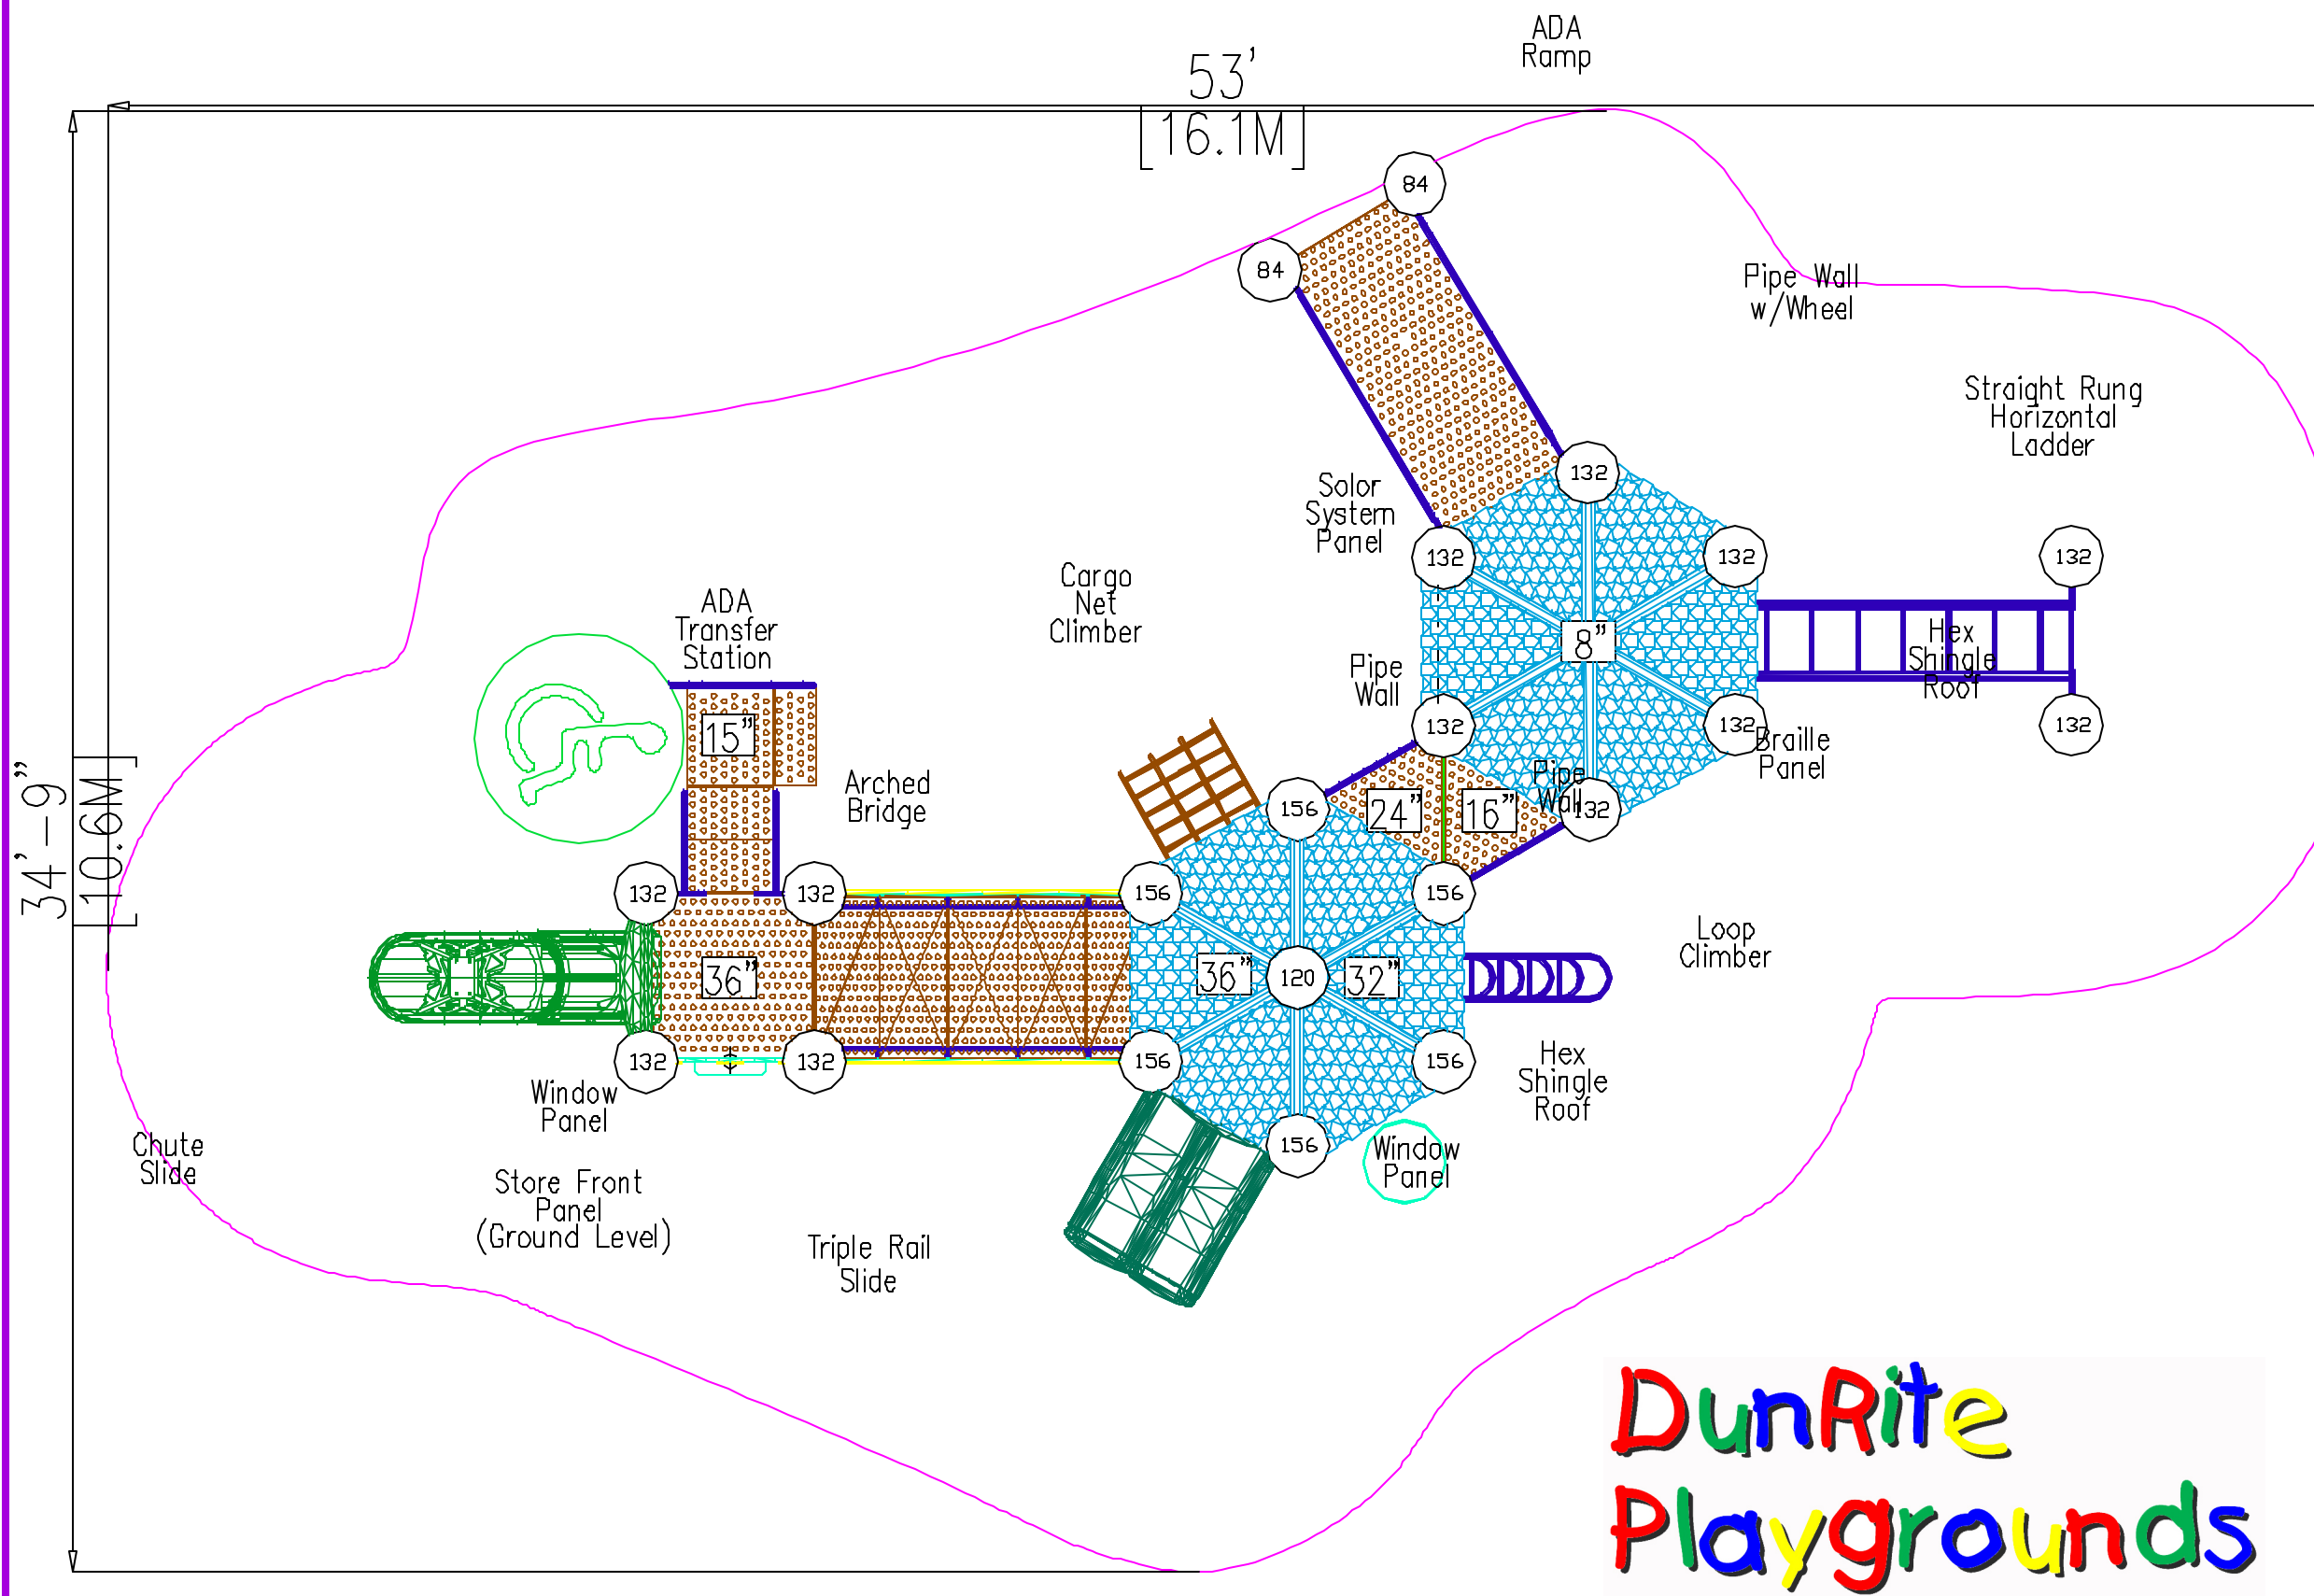 ADA
Ramp
53'
[16.1M]
84
84
Pipe Wall
w/Wheel
Straight Rung
Horizontal
Ladder
132
Solor
System
Panel
132
132
132
Cargo
Net
Climber
ADA
Transfer
Station
8"
Hex
Shingle
Roof
Pipe
Wall
15"
132
132
132
Braille
Panel
34'-9"
[10.6M]
Arched
Bridge
156
24"
16"
Pipe
Wall
132
132
132
156
156
Loop
Climber
36"
36"
120
32"
132
132
156
156
Hex
Shingle
Roof
Window
Panel
Chute
Slide
156
Window
Panel
Store Front
Panel
(Ground Level)
Triple Rail
Slide
DunRite
Playgrounds